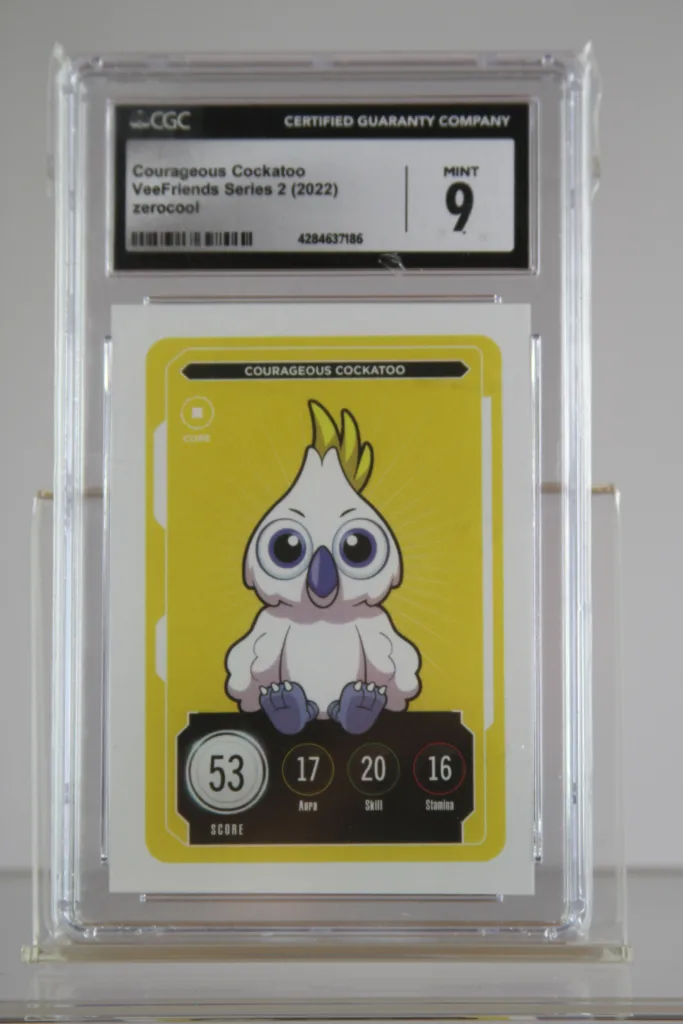 CGC CERTIFIED GUARANTY COMPANY
Courageous Cockatoo
VeeFriends Series 2 (2022)
zerocool
MINT
9
4284637186
COURAGEOUS COCKATOO
CORE
53 17 20 16
SCORE Aura Skill Stamina